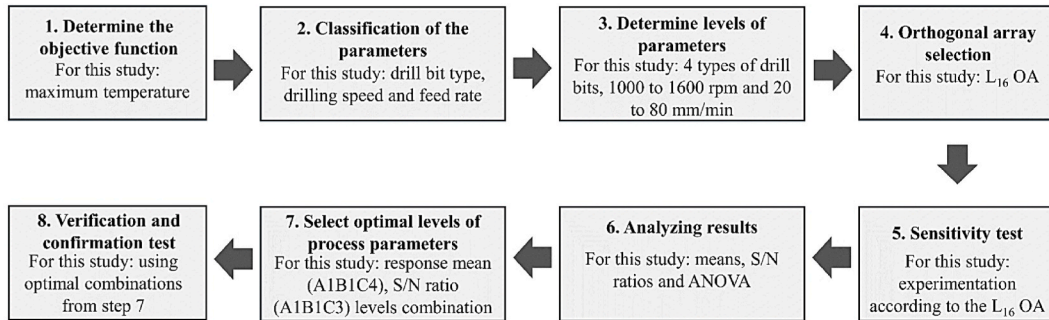 1. Determine the
objective function
For this study:
maximum temperature
2. Classification of the
parameters
For this study: drill bit type,
drilling speed and feed rate
3. Determine levels of
parameters
For this study: 4 types of drill
bits, 1000 to 1600 rpm and 20
to 80 mm/min
4. Orthogonal array
selection
For this study: L₁₆ OA
5. Sensitivity test
For this study:
experimentation
according to the L₁₆ OA
6. Analyzing results
For this study: means, S/N
ratios and ANOVA
7. Select optimal levels of
process parameters
For this study: response mean
(A1B1C4), S/N ratio
(A1B1C3) levels combination
8. Verification and
confirmation test
For this study: using
optimal combinations
from step 7